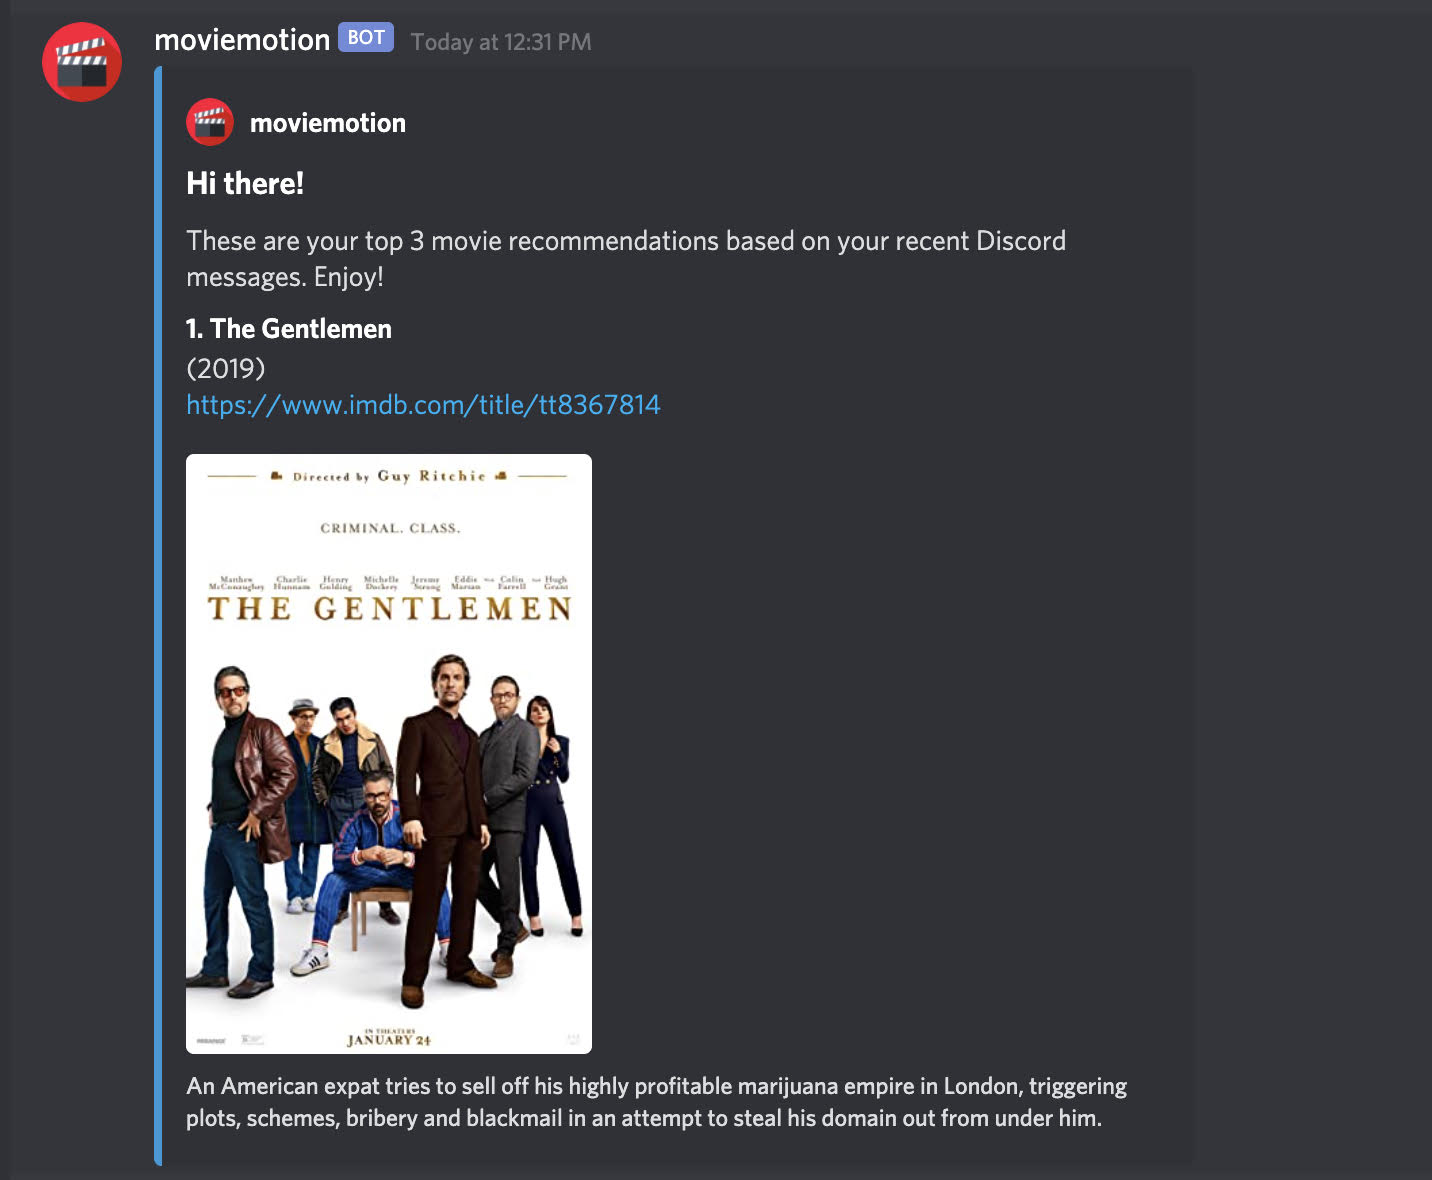 moviemotion BOT Today at 12:31 PM
moviemotion
Hi there!
These are your top 3 movie recommendations based on your recent Discord
messages. Enjoy!
1. The Gentlemen
(2019)
https://www.imdb.com/title/tt8367814
Directed by Guy Ritchie
CRIMINAL. CLASS.
Matthew Charlie Henry Michelle Jeremy Eddie Colin Hugh
McConaughey Hunnam Golding Dockery Strong Marsan Farrell Grant
THE GENTLEMEN
IN THEATERS
JANUARY 24
An American expat tries to sell off his highly profitable marijuana empire in London, triggering
plots, schemes, bribery and blackmail in an attempt to steal his domain out from under him.